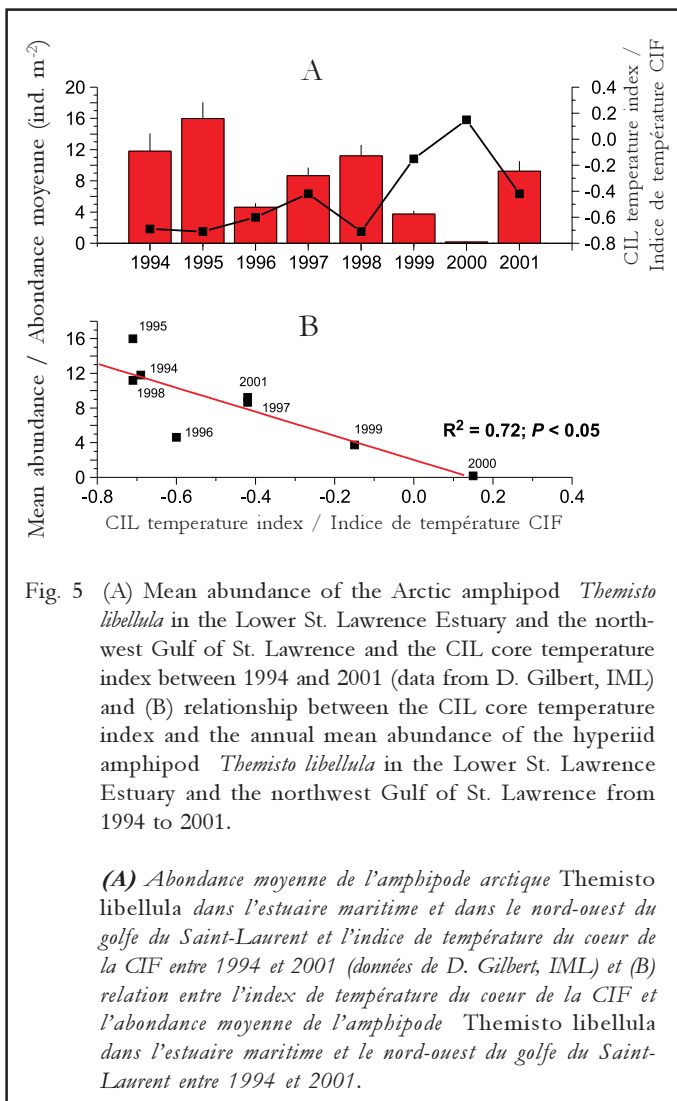 Mean abundance / Abondance moyenne (ind. m-2)
A
20
16
12
8
4
0
0.4
0.2
0.0
-0.2
-0.4
-0.6
-0.8
CIL temperature index /
Indice de température CIF
1994 1995 1996 1997 1998 1999 2000 2001
B
16
12
8
4
0
1995
1994
1998
1996
2001
1997
1999
2000
R2 = 0.72; P < 0.05
-0.8 -0.6 -0.4 -0.2 0.0 0.2 0.4
CIL temperature index / Indice de température CIF
Fig. 5 (A) Mean abundance of the Arctic amphipod Themisto
libellula in the Lower St. Lawrence Estuary and the north-
west Gulf of St. Lawrence and the CIL core temperature
index between 1994 and 2001 (data from D. Gilbert, IML)
and (B) relationship between the CIL core temperature
index and the annual mean abundance of the hyperiid
amphipod Themisto libellula in the Lower St. Lawrence
Estuary and the northwest Gulf of St. Lawrence from
1994 to 2001.
(A) Abondance moyenne de l'amphipode arctique Themisto
libellula dans l'estuaire maritime et dans le nord-ouest du
golfe du Saint-Laurent et l'indice de température du coeur de
la CIF entre 1994 et 2001 (données de D. Gilbert, IML) et (B)
relation entre l'index de température du coeur de la CIF et
l'abondance moyenne de l'amphipode Themisto libellula
dans l'estuaire maritime et le nord-ouest du golfe du Saint-
Laurent entre 1994 et 2001.